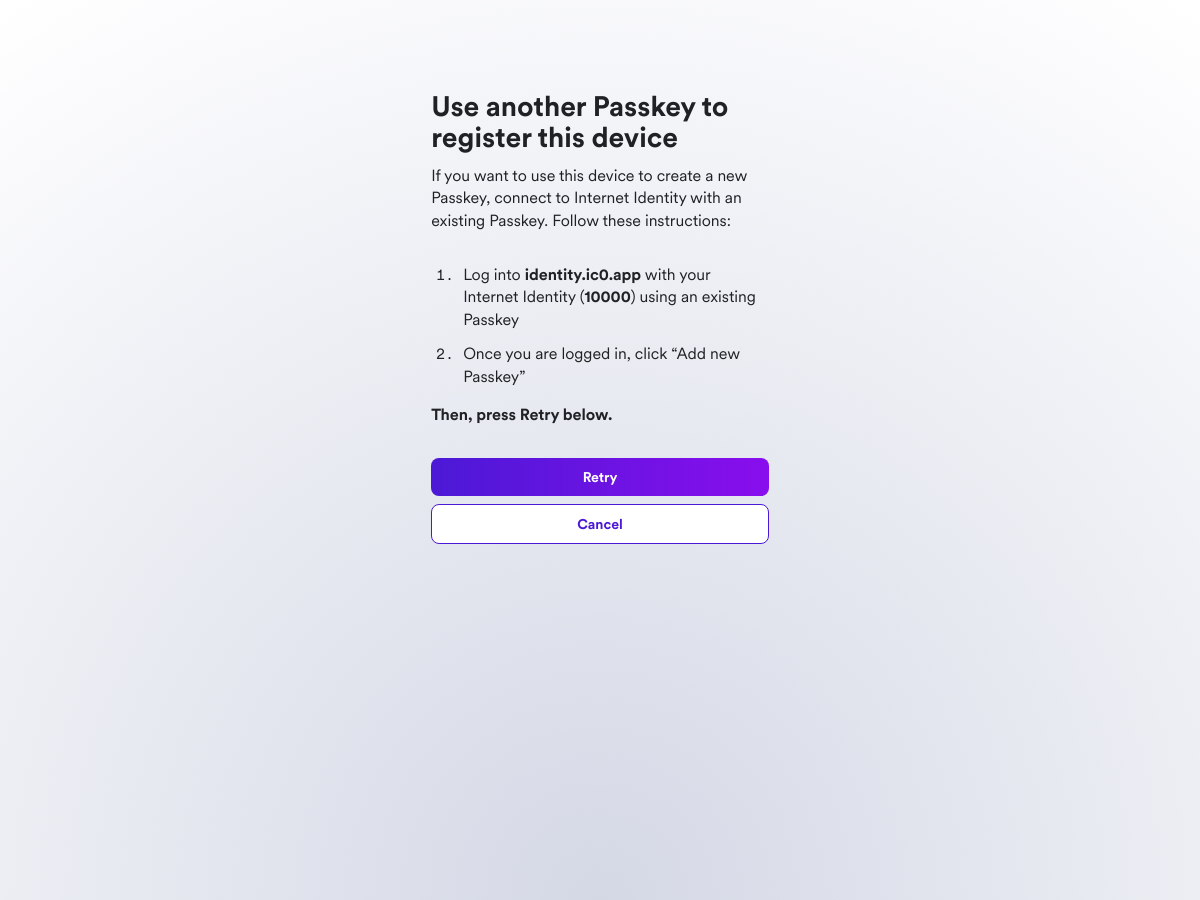 Use another Passkey to
register this device
If you want to use this device to create a new
Passkey, connect to Internet Identity with an
existing Passkey. Follow these instructions:
1. Log into identity.ic0.app with your
Internet Identity (10000) using an existing
Passkey
2. Once you are logged in, click “Add new
Passkey”
Then, press Retry below.
Retry
Cancel